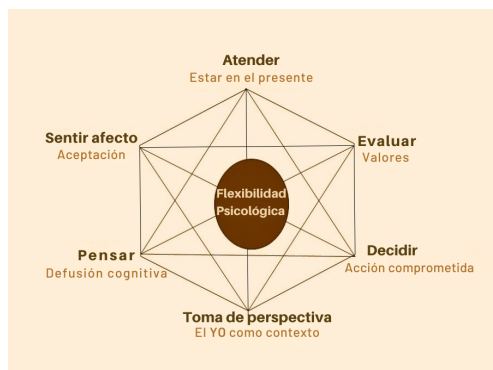 Atender
Estar en el presente
Sentir afecto
Aceptación
Evaluar
Valores
Flexibilidad
Psicológica
Pensar
Defusión cognitiva
Decidir
Acción comprometida
Toma de perspectiva
El YO como contexto